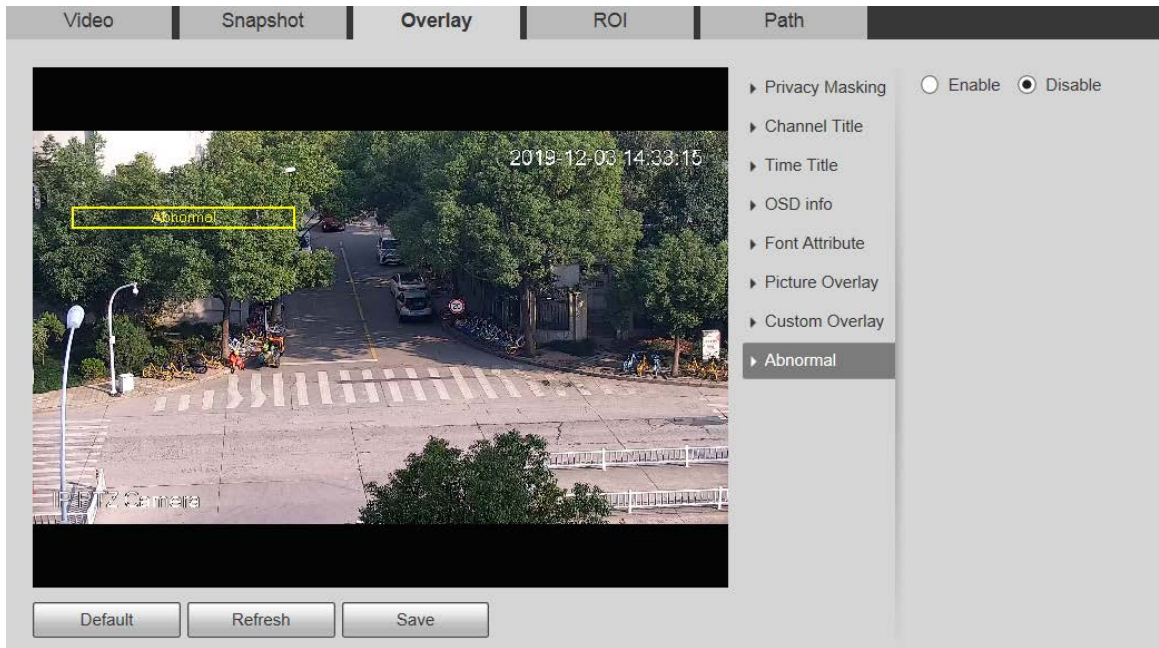 Video Snapshot Overlay ROI Path
Privacy Masking
Enable Disable
Channel Title
Time Title
OSD info
Font Attribute
Picture Overlay
Custom Overlay
Abnormal
2019-12-03 14:33:15
Abnormal
IP PTZ Camera
Default Refresh Save